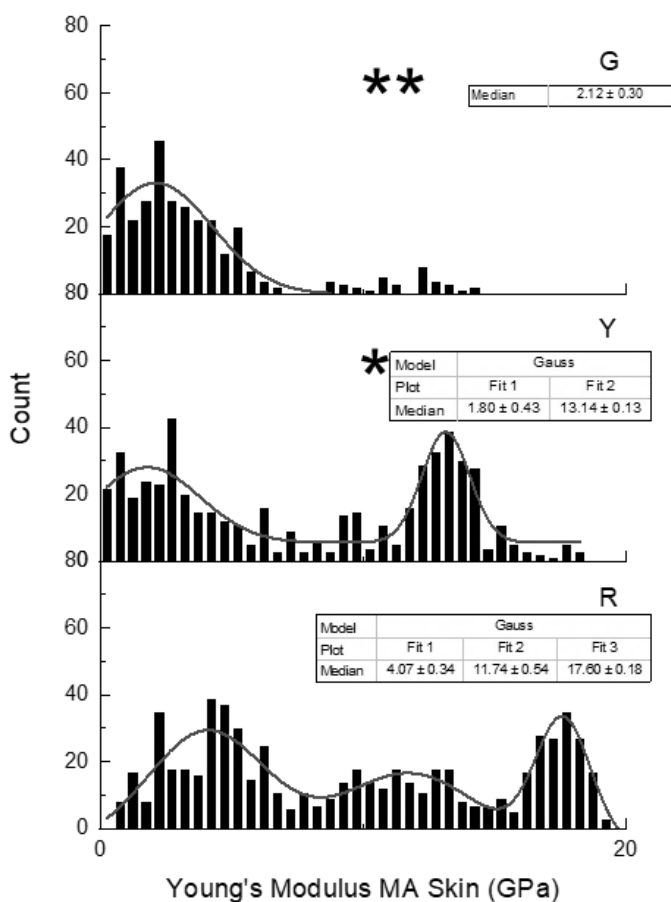 80
G
**
Median 2.12 ± 0.30
60
40
20
80
Y
*
Model Gauss
Plot Fit 1 Fit 2
Median 1.80 ± 0.43 13.14 ± 0.13
60
Count
40
20
80
R
Model Gauss
Plot Fit 1 Fit 2 Fit 3
Median 4.07 ± 0.34 11.74 ± 0.54 17.60 ± 0.18
60
40
20
0
0 20
Young's Modulus MA Skin (GPa)